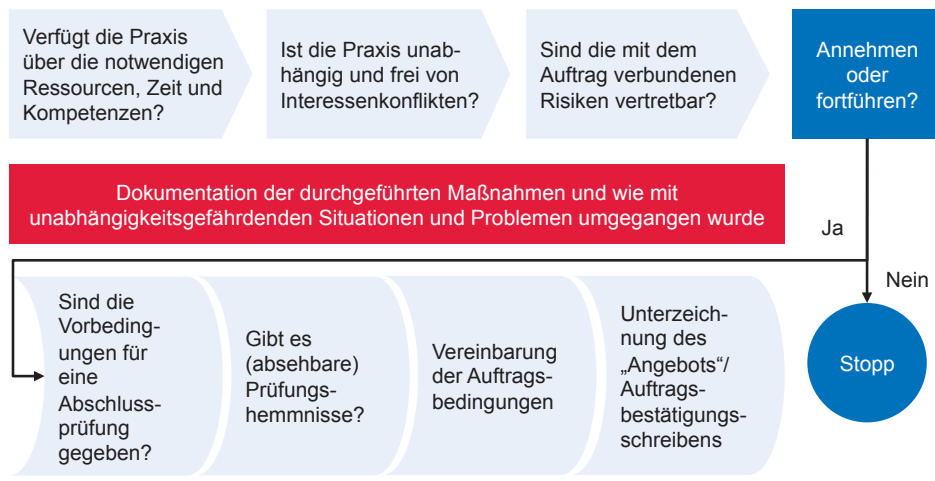 Verfügt die Praxis
über die notwendigen
Ressourcen, Zeit und
Kompetenzen?
Ist die Praxis unab-
hängig und frei von
Interessenkonflikten?
Sind die mit dem
Auftrag verbundenen
Risiken vertretbar?
Annehmen
oder
fortführen?
Dokumentation der durchgeführten Maßnahmen und wie mit
unabhängigkeitsgefährdenden Situationen und Problemen umgegangen wurde
Ja
Nein
Sind die
Vorbeding-
ungen für
eine
Abschluss-
prüfung
gegeben?
Gibt es
(absehbare)
Prüfungs-
hemmnisse?
Vereinbarung
der Auftrags-
bedingungen
Unterzeich-
nung des
„Angebots“/
Auftrags-
bestätigungs-
schreibens
Stopp